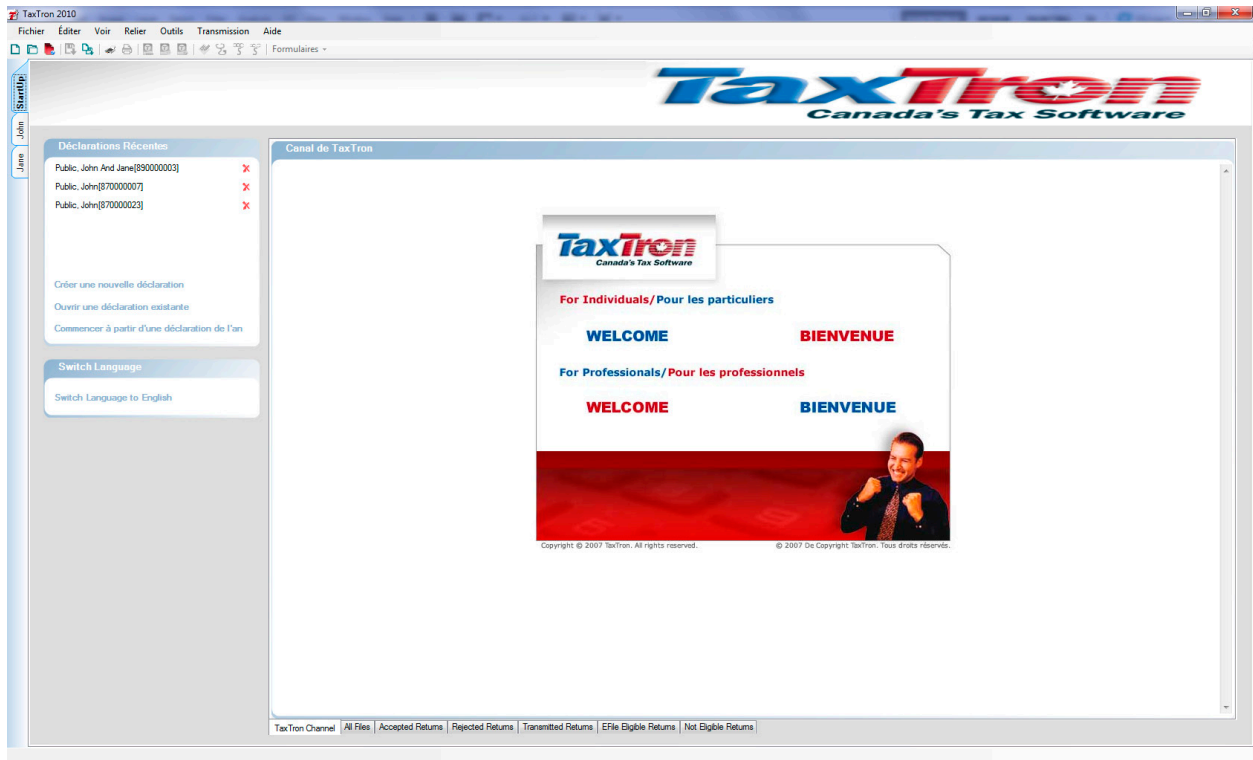 TaxTron 2010
Fichier Éditer Voir Relier Outils Transmission Aide
Formulaires
TaxTron
Canada's Tax Software
StartUp
John
Jane
Déclarations Récentes
Public, John And Jane[890000003]
Public, John[870000007]
Public, John[870000023]
Créer une nouvelle déclaration
Ouvrir une déclaration existante
Commencer à partir d'une déclaration de l'an
Switch Language
Switch Language to English
Canal de TaxTron
TaxTron
Canada's Tax Software
For Individuals/Pour les particuliers
WELCOME BIENVENUE
For Professionals/Pour les professionnels
WELCOME BIENVENUE
Copyright © 2007 TaxTron. All rights reserved. © 2007 De Copyright TaxTron. Tous droits réservés.
TaxTron Channel All Files Accepted Returns Rejected Returns Transmitted Returns EFile Eligible Returns Not Eligible Returns